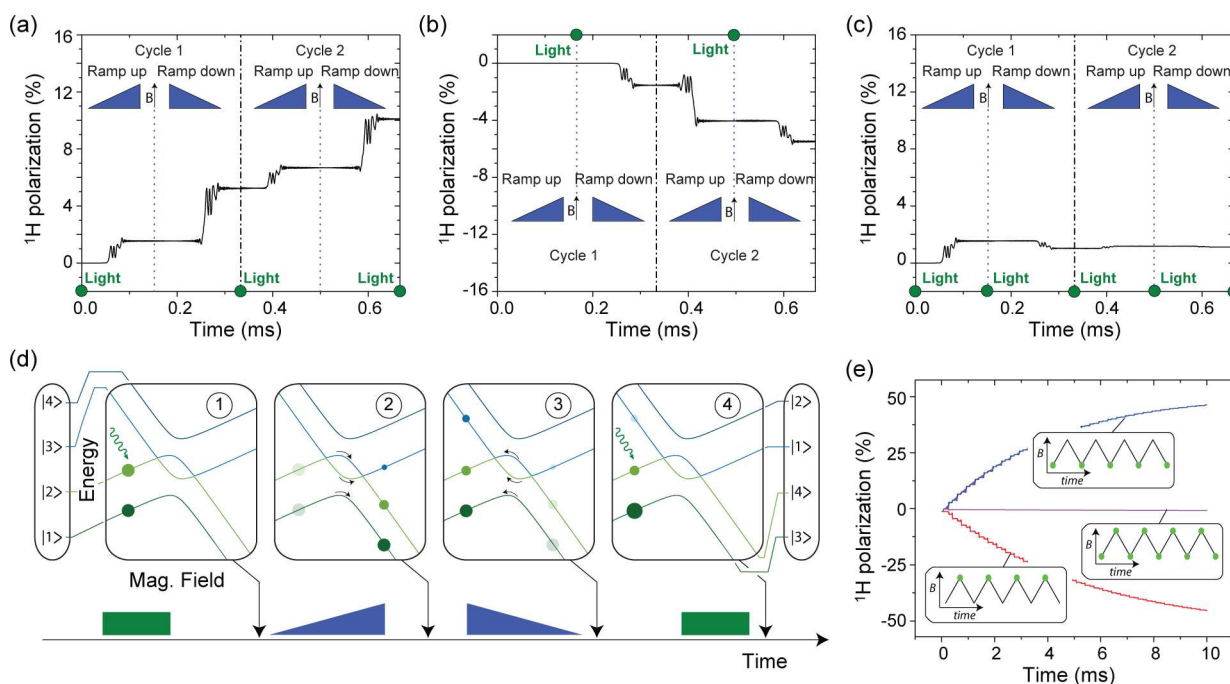 (a)
16
12
8
4
0
¹H polarization (%)
Cycle 1
Cycle 2
Ramp up
Ramp down
Ramp up
Ramp down
B
B
Light
Light
Light
0.0
0.2
0.4
0.6
Time (ms)
(b)
0
-4
-8
-12
-16
¹H polarization (%)
Light
Light
Ramp up
Ramp down
Ramp up
Ramp down
B
B
Cycle 1
Cycle 2
0.0
0.2
0.4
0.6
Time (ms)
(c)
16
12
8
4
0
¹H polarization (%)
Cycle 1
Cycle 2
Ramp up
Ramp down
Ramp up
Ramp down
B
B
Light
Light
Light
Light
0.0
0.2
0.4
0.6
Time (ms)
(d)
|4>
|3>
|2>
|1>
Energy
1
2
3
4
|2>
|1>
|4>
|3>
Mag. Field
Time
(e)
50
25
0
-25
-50
¹H polarization (%)
B
time
B
time
B
time
0
2
4
6
8
10
Time (ms)